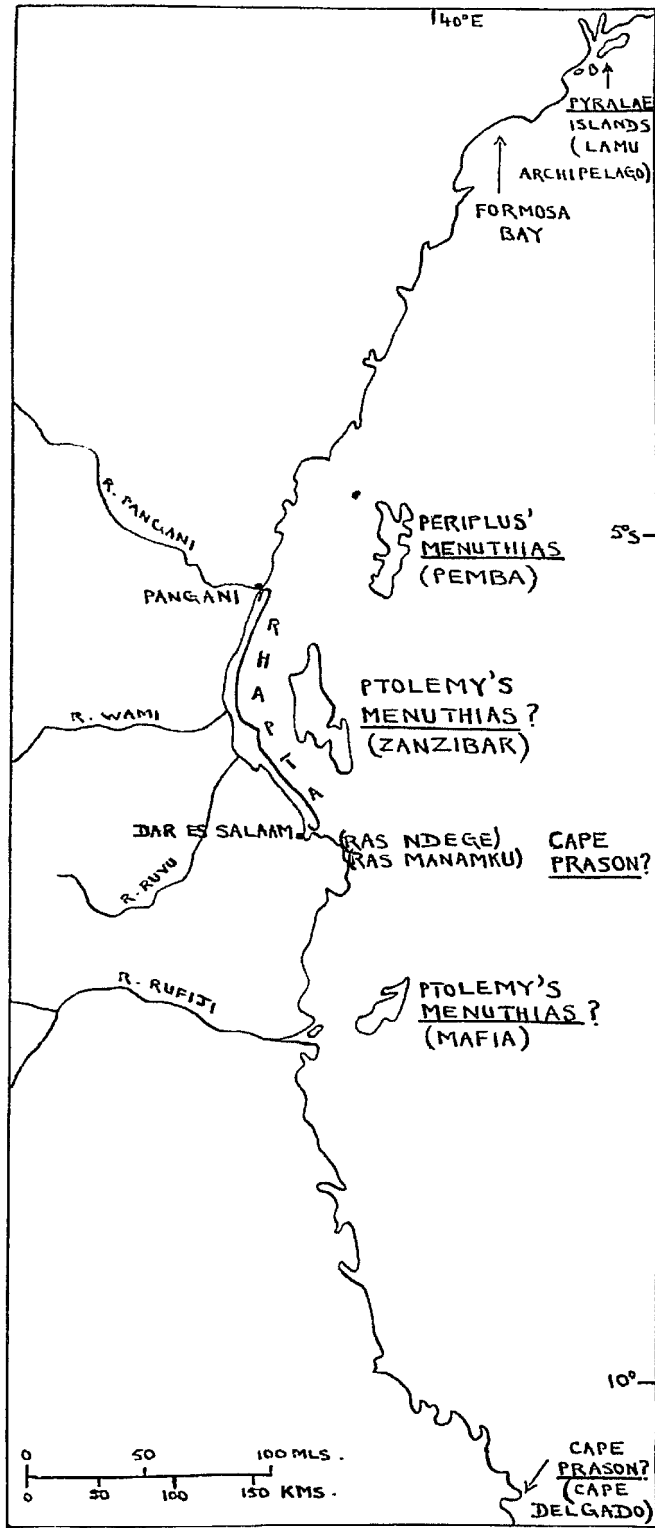 40°E
PYRALAE
ISLANDS
(LAMU
ARCHIPELAGO)
FORMOSA
BAY
R. PANGANI
PERIPLUS'
MENUTHIAS
(PEMBA)
5°S
PANGANI
RHAPTA
PTOLEMY'S
MENUTHIAS?
(ZANZIBAR)
R. WAMI
DAR ES SALAAM
(RAS NDEGE)
(RAS MANAMKU)
CAPE
PRASON?
R. RUVU
R. RUFIJI
PTOLEMY'S
MENUTHIAS?
(MAFIA)
10°
0 50 100 MLS.
0 50 100 150 KMS.
CAPE
PRASON?
(CAPE
DELGADO)